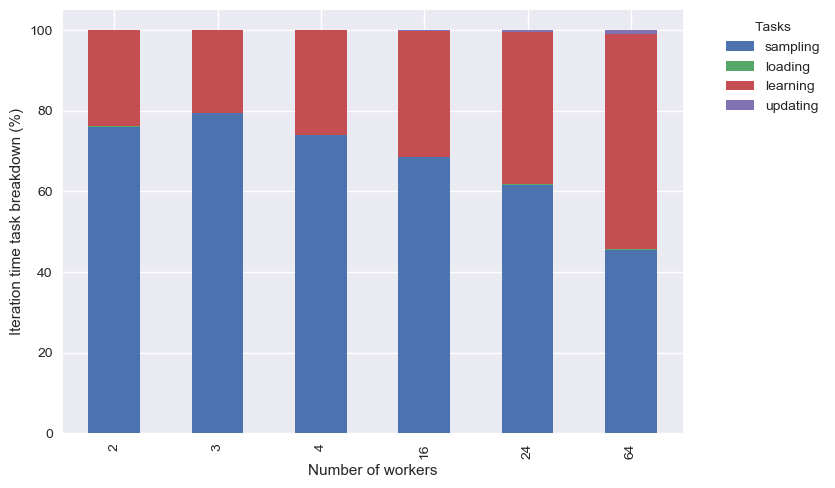 100
80
60
40
20
0
Iteration time task breakdown (%)
2
3
4
16
24
64
Number of workers
Tasks
sampling
loading
learning
updating